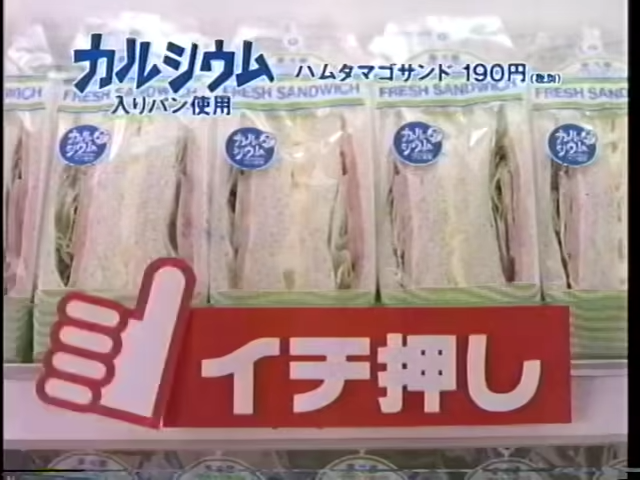 カルシウム
入りパン使用
ハムタマゴサンド 190円(税別)
FRESH SANDWICH
FRESH SANDWICH
FRESH SANDWICH
FRESH SAND
カルシウム
カルシウム
カルシウム
カルシウム
イチ押し